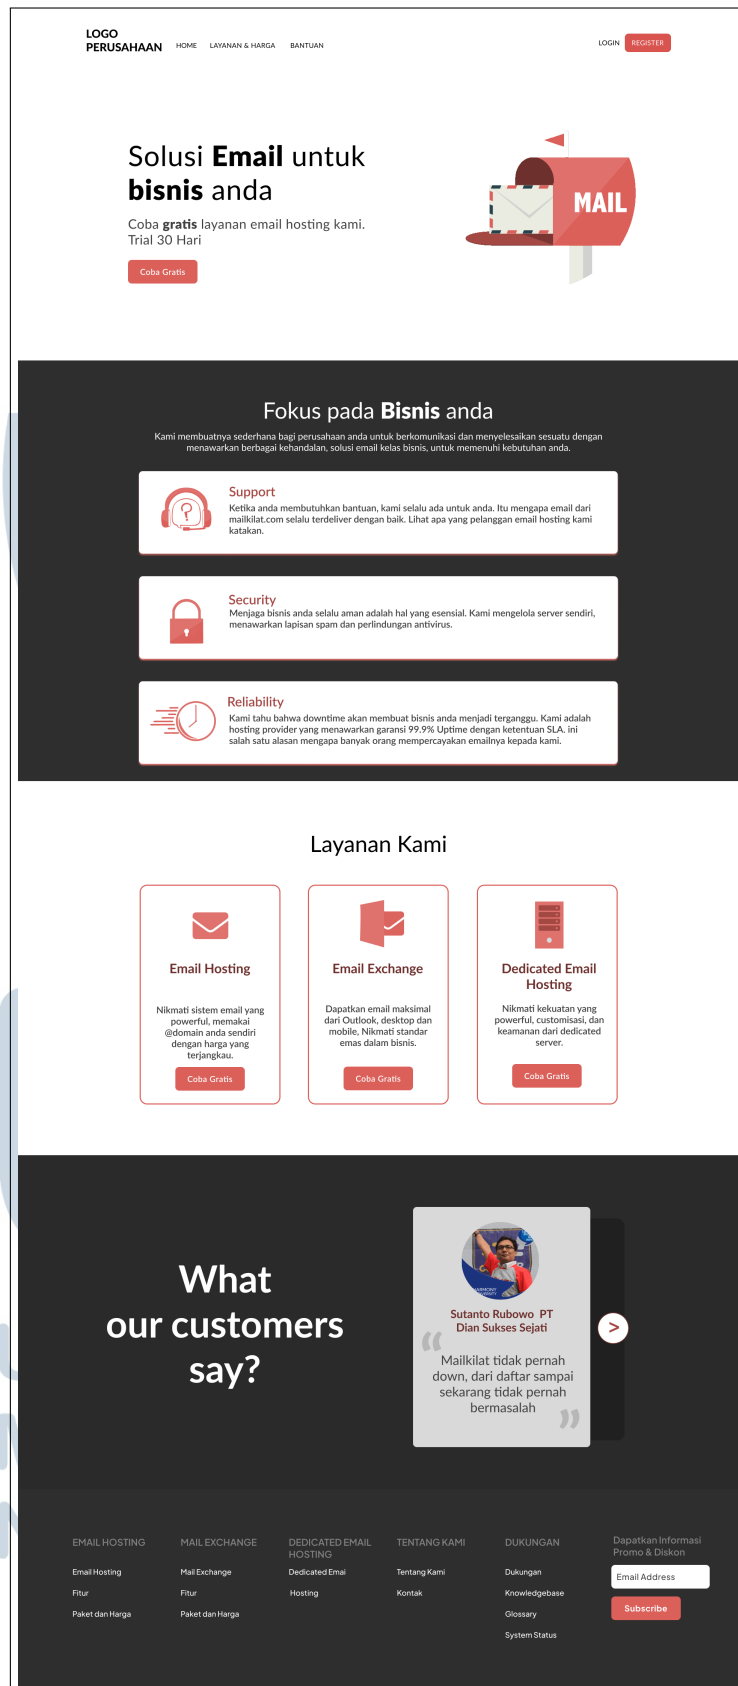 LOGO
PERUSAHAAN
HOME
LAYANAN & HARGA
BANTUAN
LOGIN
REGISTER
Solusi Email untuk
bisnis anda
Coba gratis layanan email hosting kami.
Trial 30 Hari
Coba Gratis
MAIL
Fokus pada Bisnis anda
Kami membuatnya sederhana bagi perusahaan anda untuk berkomunikasi dan menyelesaikan sesuatu dengan
menawarkan berbagai kehandalan, solusi email kelas bisnis, untuk memenuhi kebutuhan anda.
Support
Ketika anda membutuhkan bantuan, kami selalu ada untuk anda. Itu mengapa email dari
mailkilat.com selalu terdeliver dengan baik. Lihat apa yang pelanggan email hosting kami
katakan.
Security
Menjaga bisnis anda selalu aman adalah hal yang esensial. Kami mengelola server sendiri,
menawarkan lapisan spam dan perlindungan antivirus.
Reliability
Kami tahu bahwa downtime akan membuat bisnis anda menjadi terganggu. Kami adalah
hosting provider yang menawarkan garansi 99.9% Uptime dengan ketentuan SLA. ini
salah satu alasan mengapa banyak orang mempercayakan emailnya kepada kami.
Layanan Kami
Email Hosting
Nikmati sistem email yang
powerful, memakai
@domain anda sendiri
dengan harga yang
terjangkau.
Coba Gratis
Email Exchange
Dapatkan email maksimal
dari Outlook, desktop dan
mobile, Nikmati standar
emas dalam bisnis.
Coba Gratis
Dedicated Email
Hosting
Nikmati kekuatan yang
powerful, customisasi, dan
keamanan dari dedicated
server.
Coba Gratis
What
our customers
say?
Sutanto Rubowo PT
Dian Sukses Sejati
“
Mailkilat tidak pernah
down, dari daftar sampai
sekarang tidak pernah
bermasalah
”
>
EMAIL HOSTING
Email Hosting
Fitur
Paket dan Harga
MAIL EXCHANGE
Mail Exchange
Fitur
Paket dan Harga
DEDICATED EMAIL
HOSTING
Dedicated Emai
Hosting
TENTANG KAMI
Tentang Kami
Kontak
DUKUNGAN
Dukungan
Knowledgebase
Glossary
System Status
Dapatkan Informasi
Promo & Diskon
Email Address
Subscribe